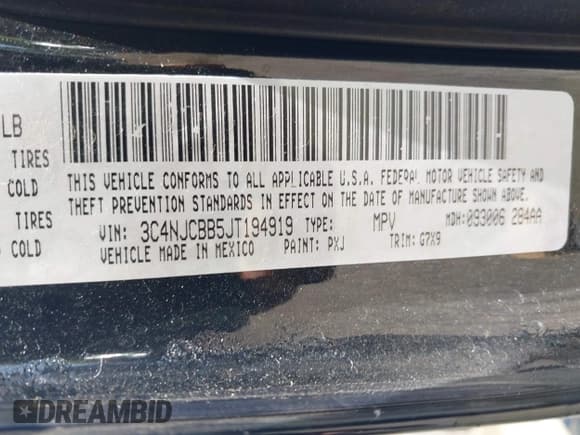 LB
TIRES
COLD
TIRES
COLD
THIS VEHICLE CONFORMS TO ALL APPLICABLE U.S.A. FEDERAL MOTOR VEHICLE SAFETY AND
THEFT PREVENTION STANDARDS IN EFFECT ON THE DATE OF MANUFACTURE SHOWN ABOVE.
VIN: 3C4NJCBB5JT194919 TYPE: MPV MDH: 093006 284AA
VEHICLE MADE IN MEXICO PAINT: PXJ TRIM: G7X9
DREAMBID